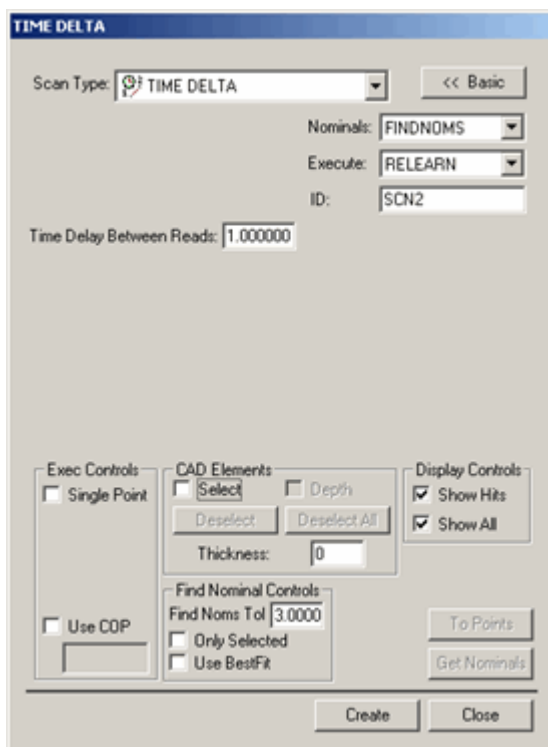 TIME DELTA
Scan Type: TIME DELTA << Basic
Nominals: FINDNOMS
Execute: RELEARN
ID: SCN2
Time Delay Between Reads: 1.000000
Exec Controls CAD Elements Display Controls
Single Point Select Depth Show Hits
Deselect Deselect All Show All
Thickness: 0
Find Nominal Controls
Find Noms Tol 3.0000
Use COP Only Selected To Points
Use BestFit Get Nominals
Create Close